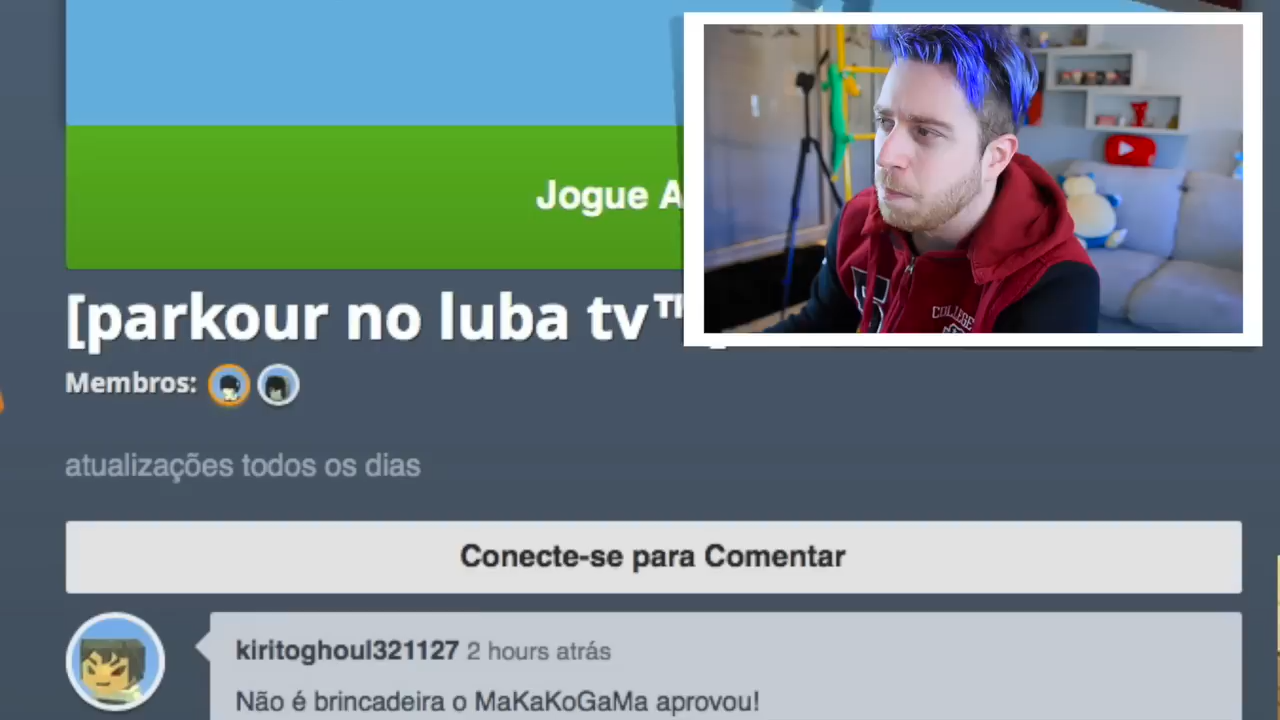 Jogue A
[parkour no luba tv™
Membros:
atualizações todos os dias
Conecte-se para Comentar
kiritoghoul321127 2 hours atrás
Não é brincadeira o MaKaKoGaMa aprovou!
COLLEGE